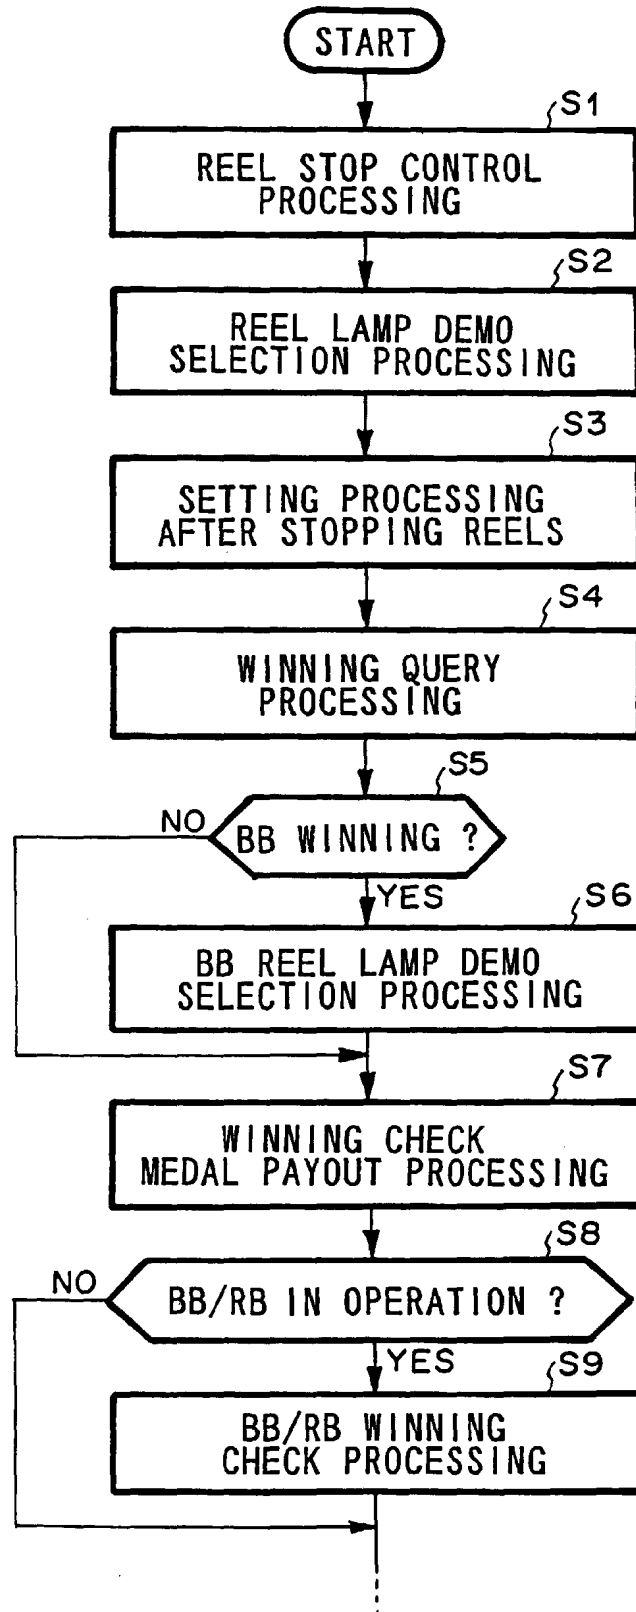 START
S1
REEL STOP CONTROL
PROCESSING
S2
REEL LAMP DEMO
SELECTION PROCESSING
S3
SETTING PROCESSING
AFTER STOPPING REELS
S4
WINNING QUERY
PROCESSING
S5
NO
BB WINNING ?
YES
S6
BB REEL LAMP DEMO
SELECTION PROCESSING
S7
WINNING CHECK
MEDAL PAYOUT PROCESSING
S8
NO
BB/RB IN OPERATION ?
YES
S9
BB/RB WINNING
CHECK PROCESSING